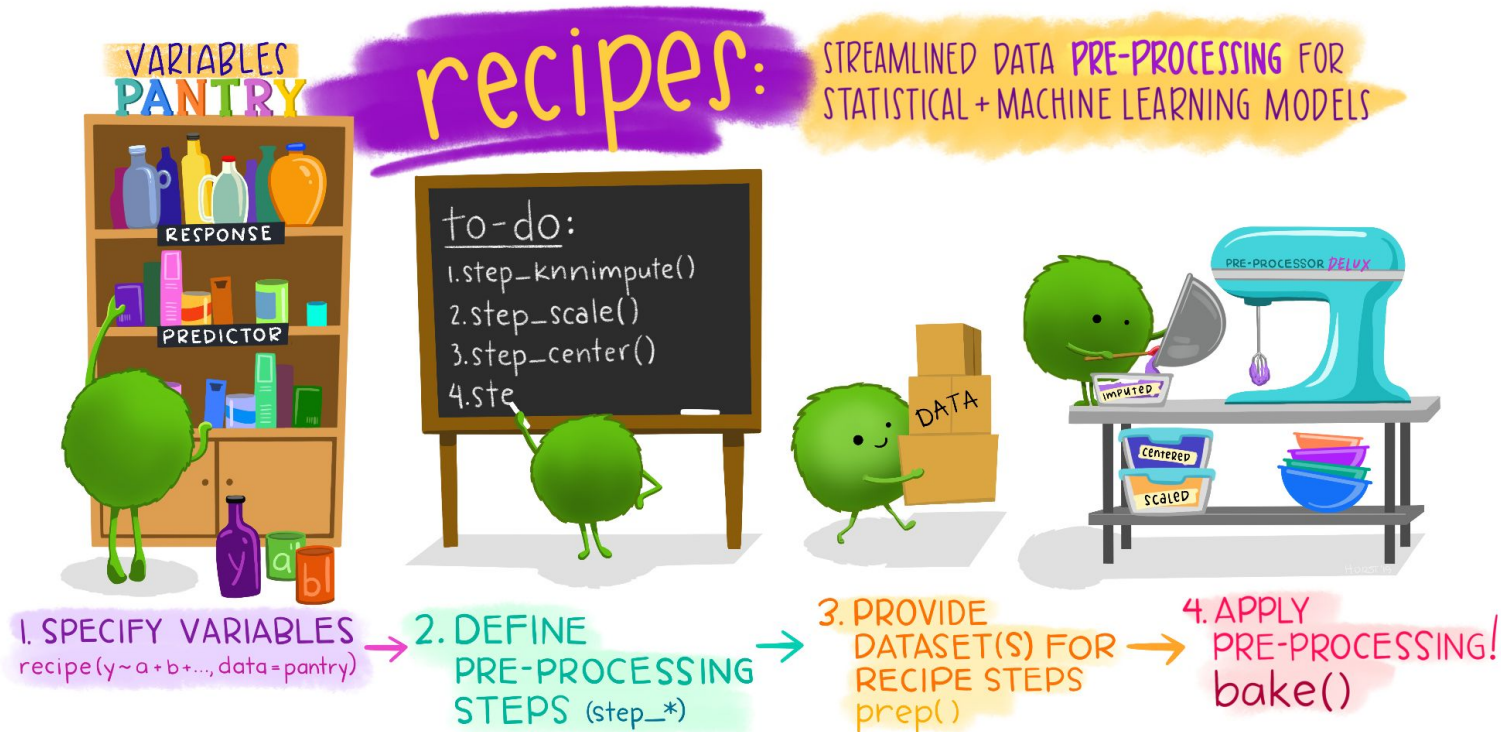 VARIABLES
PANTRY
recipes:
STREAMLINED DATA PRE-PROCESSING FOR
STATISTICAL + MACHINE LEARNING MODELS
RESPONSE
PREDICTOR
y
a
b
to-do:
1.step_knnimpute()
2.step_scale()
3.step_center()
4.ste
DATA
PRE-PROCESSOR DELUX
IMPUTED
CENTERED
SCALED
1. SPECIFY VARIABLES
recipe(y~a+b+..., data=pantry)
2. DEFINE
PRE-PROCESSING
STEPS (step_*)
3. PROVIDE
DATASET(S) FOR
RECIPE STEPS
prep()
4. APPLY
PRE-PROCESSING!
bake()